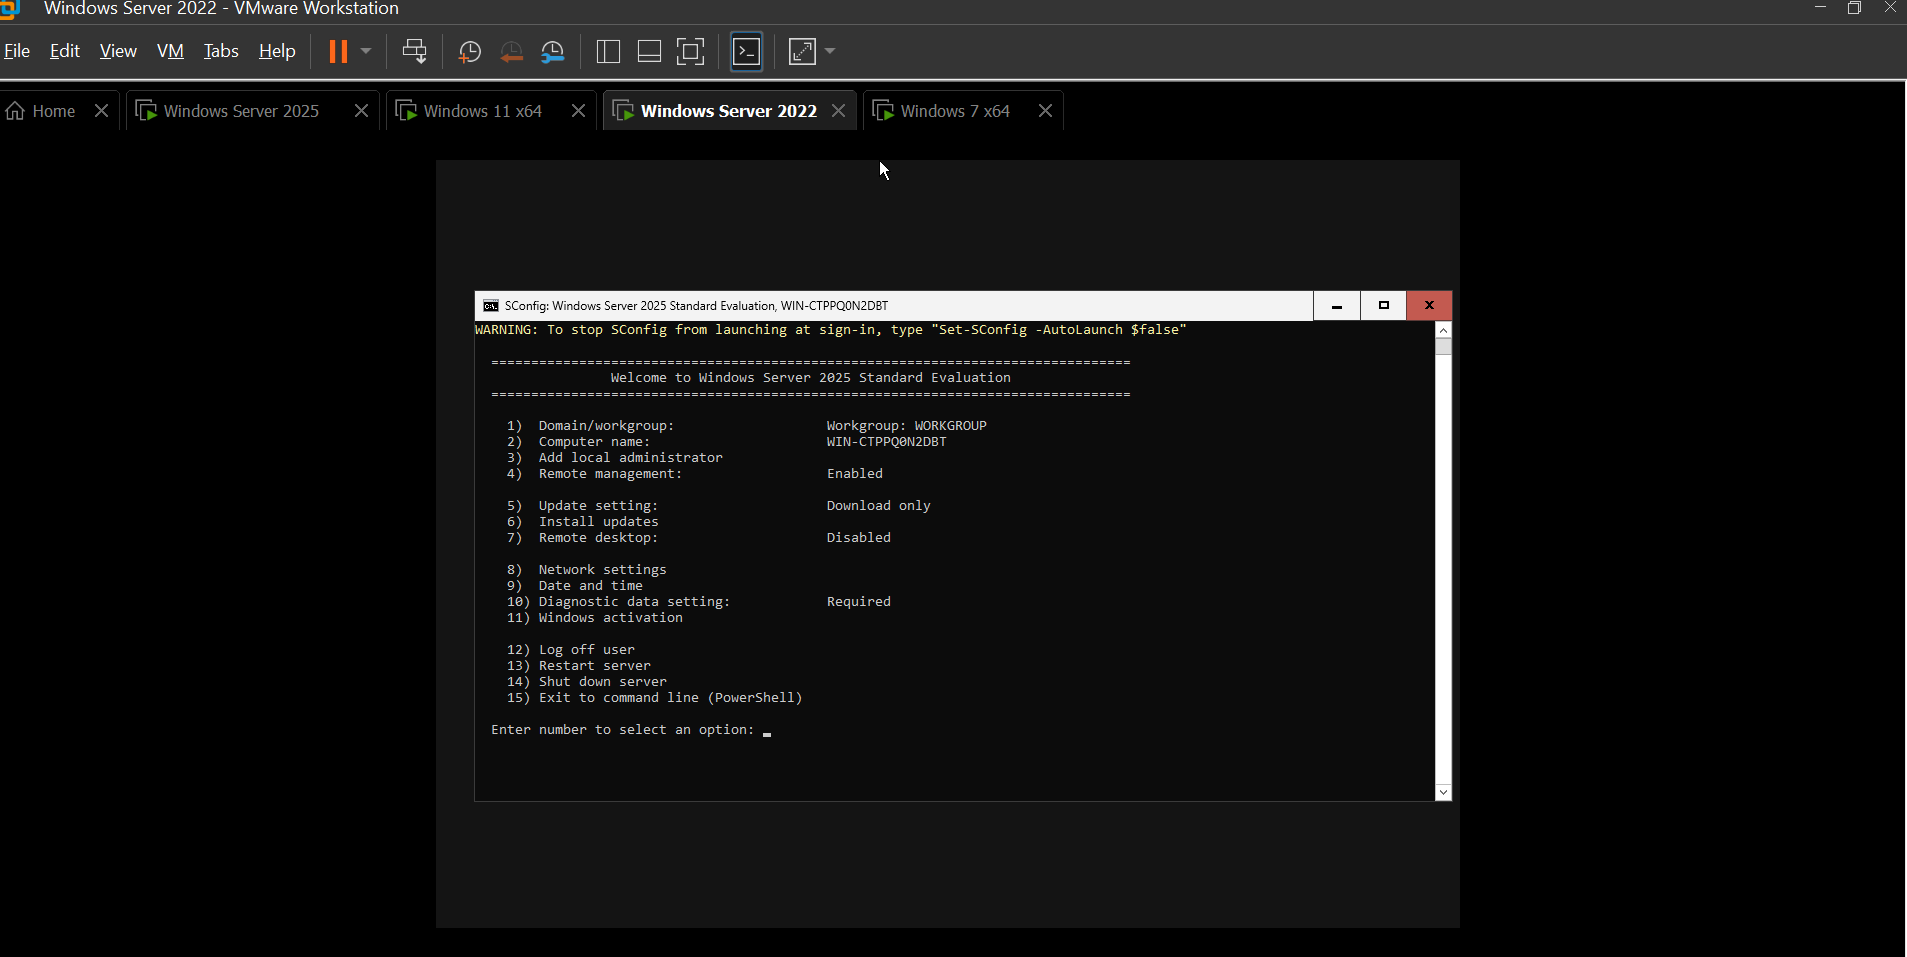 Windows Server 2022 - VMware Workstation
File Edit View VM Tabs Help
Home Windows Server 2025 Windows 11 x64 Windows Server 2022 Windows 7 x64
SConfig: Windows Server 2025 Standard Evaluation, WIN-CTPPQ0N2DBT
WARNING: To stop SConfig from launching at sign-in, type "Set-SConfig -AutoLaunch $false"
================================================================================
Welcome to Windows Server 2025 Standard Evaluation
================================================================================
1) Domain/workgroup: Workgroup: WORKGROUP
2) Computer name: WIN-CTPPQ0N2DBT
3) Add local administrator
4) Remote management: Enabled
5) Update setting: Download only
6) Install updates
7) Remote desktop: Disabled
8) Network settings
9) Date and time
10) Diagnostic data setting: Required
11) Windows activation
12) Log off user
13) Restart server
14) Shut down server
15) Exit to command line (PowerShell)
Enter number to select an option: